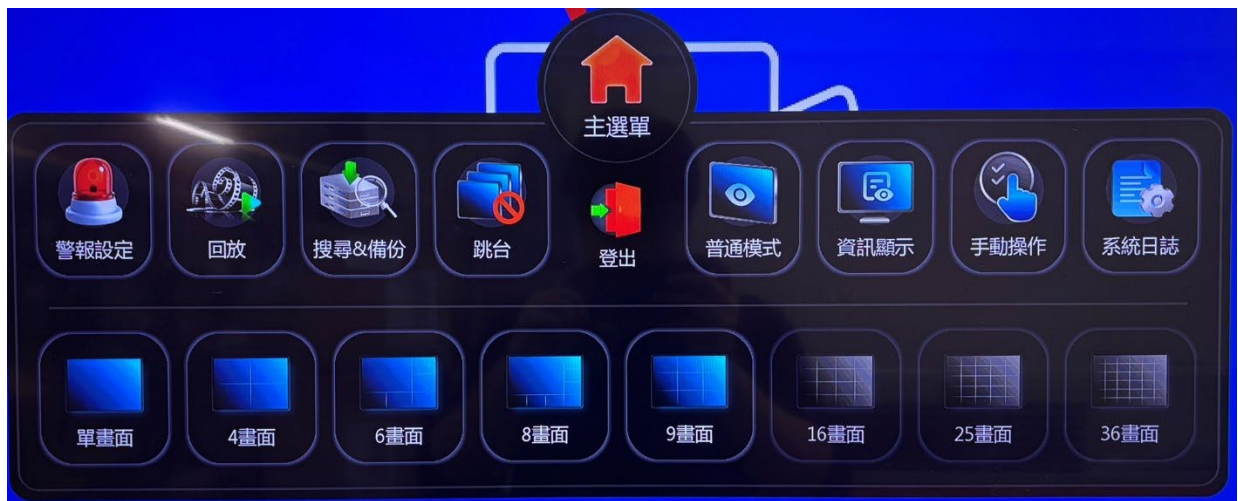 主選單
警報設定
回放
搜尋&備份
跳台
登出
普通模式
資訊顯示
手動操作
系統日誌
單畫面
4畫面
6畫面
8畫面
9畫面
16畫面
25畫面
36畫面